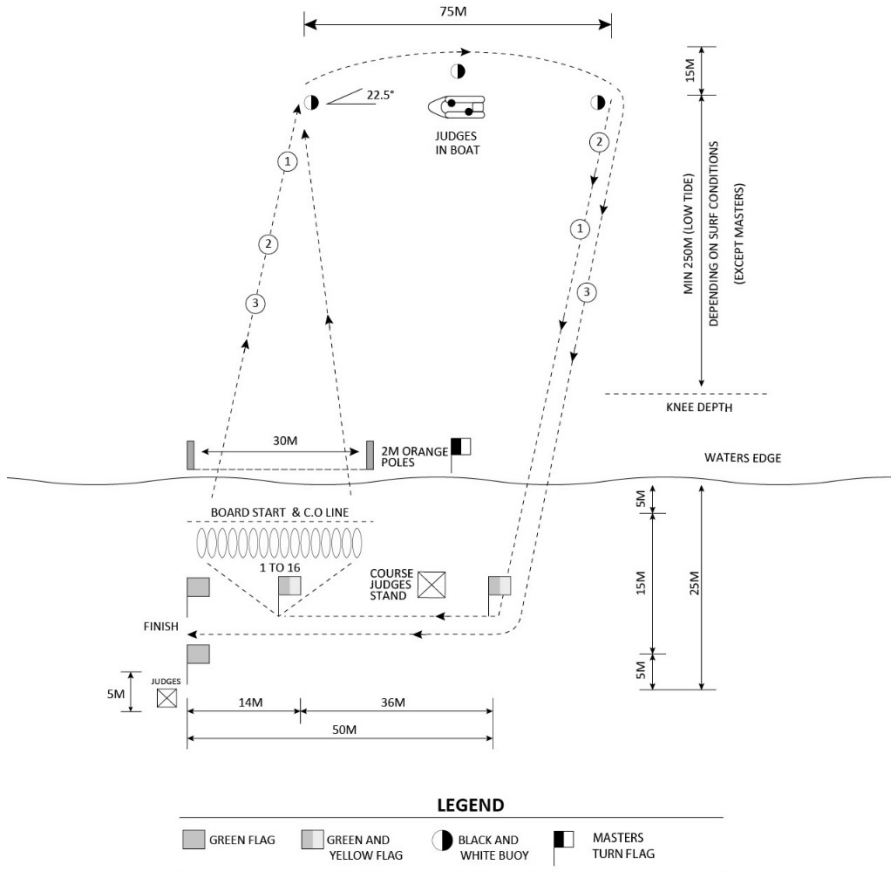 75M
15M
22.5°
JUDGES
IN BOAT
1
2
2
1
3
3
MIN 250M (LOW TIDE)
DEPENDING ON SURF CONDITIONS
(EXCEPT MASTERS)
KNEE DEPTH
30M
2M ORANGE
POLES
WATERS EDGE
5M
BOARD START & C.O LINE
1 TO 16
COURSE
JUDGES
STAND
15M
25M
FINISH
5M
JUDGES
5M
14M
36M
50M
LEGEND
GREEN FLAG
GREEN AND
YELLOW FLAG
BLACK AND
WHITE BUOY
MASTERS
TURN FLAG